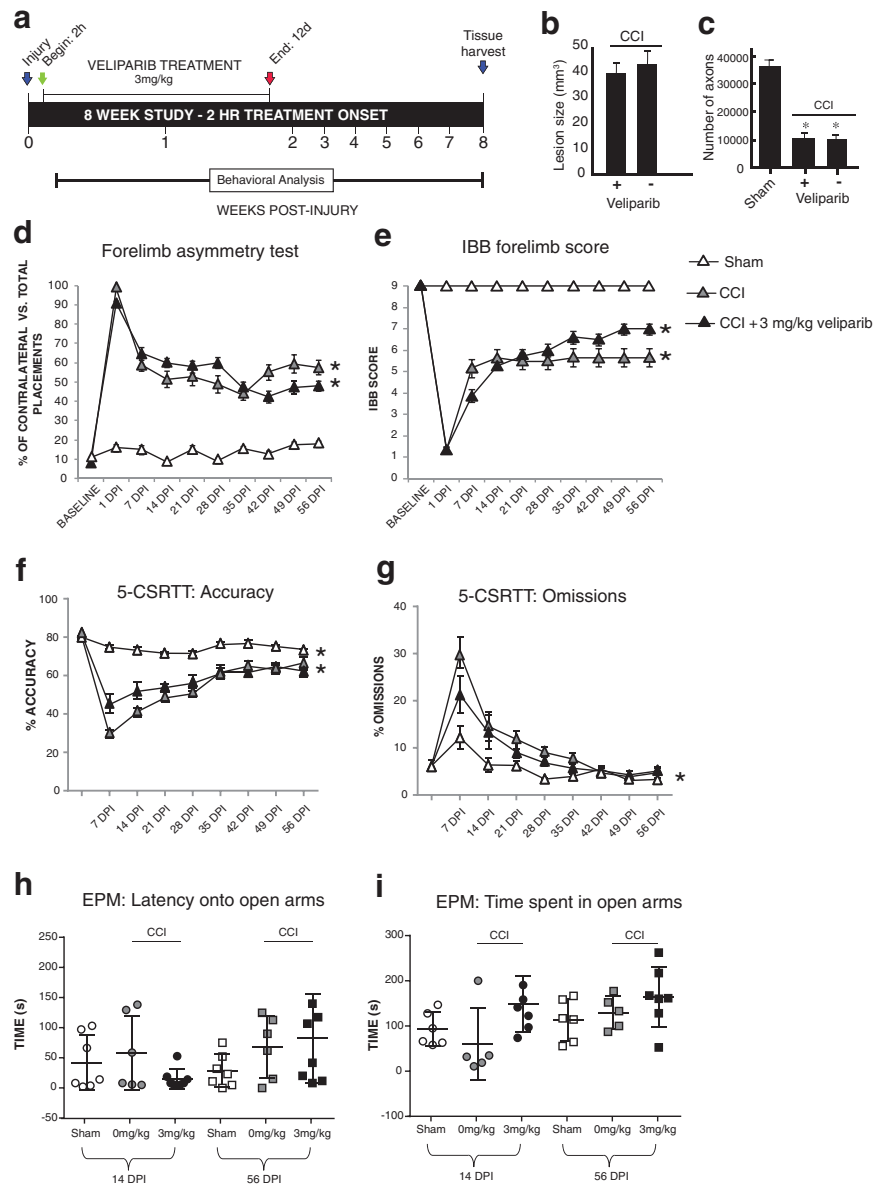 a
Injury
Begin: 2h
VELIPARIB TREATMENT
3mg/kg
End: 12d
Tissue
harvest
8 WEEK STUDY - 2 HR TREATMENT ONSET
0 1 2 3 4 5 6 7 8
Behavioral Analysis
WEEKS POST-INJURY
b
CCI
Lesion size (mm³)
50
40
30
20
10
0
+ -
Veliparib
c
Number of axons
40000
30000
20000
10000
0
CCI
* *
Sham + -
Veliparib
d
Forelimb asymmetry test
% OF CONTRALATERAL VS. TOTAL
PLACEMENTS
100
90
80
70
60
50
40
30
20
10
0
*
*
BASELINE 1 DPI 7 DPI 14 DPI 21 DPI 28 DPI 35 DPI 42 DPI 49 DPI 56 DPI
e
IBB forelimb score
IBB SCORE
9
8
7
6
5
4
3
2
1
0
*
*
BASELINE 1 DPI 7 DPI 14 DPI 21 DPI 28 DPI 35 DPI 42 DPI 49 DPI 56 DPI
Sham
CCI
CCI +3 mg/kg veliparib
f
5-CSRTT: Accuracy
% ACCURACY
100
80
60
40
20
0
*
*
7 DPI 14 DPI 21 DPI 28 DPI 35 DPI 42 DPI 49 DPI 56 DPI
g
5-CSRTT: Omissions
% OMISSIONS
40
30
20
10
0
*
7 DPI 14 DPI 21 DPI 28 DPI 35 DPI 42 DPI 49 DPI 56 DPI
h
EPM: Latency onto open arms
CCI CCI
TIME (s)
250
200
150
100
50
0
-50
Sham 0mg/kg 3mg/kg Sham 0mg/kg 3mg/kg
14 DPI 56 DPI
i
EPM: Time spent in open arms
CCI CCI
TIME (s)
300
200
100
0
-100
Sham 0mg/kg 3mg/kg Sham 0mg/kg 3mg/kg
14 DPI 56 DPI